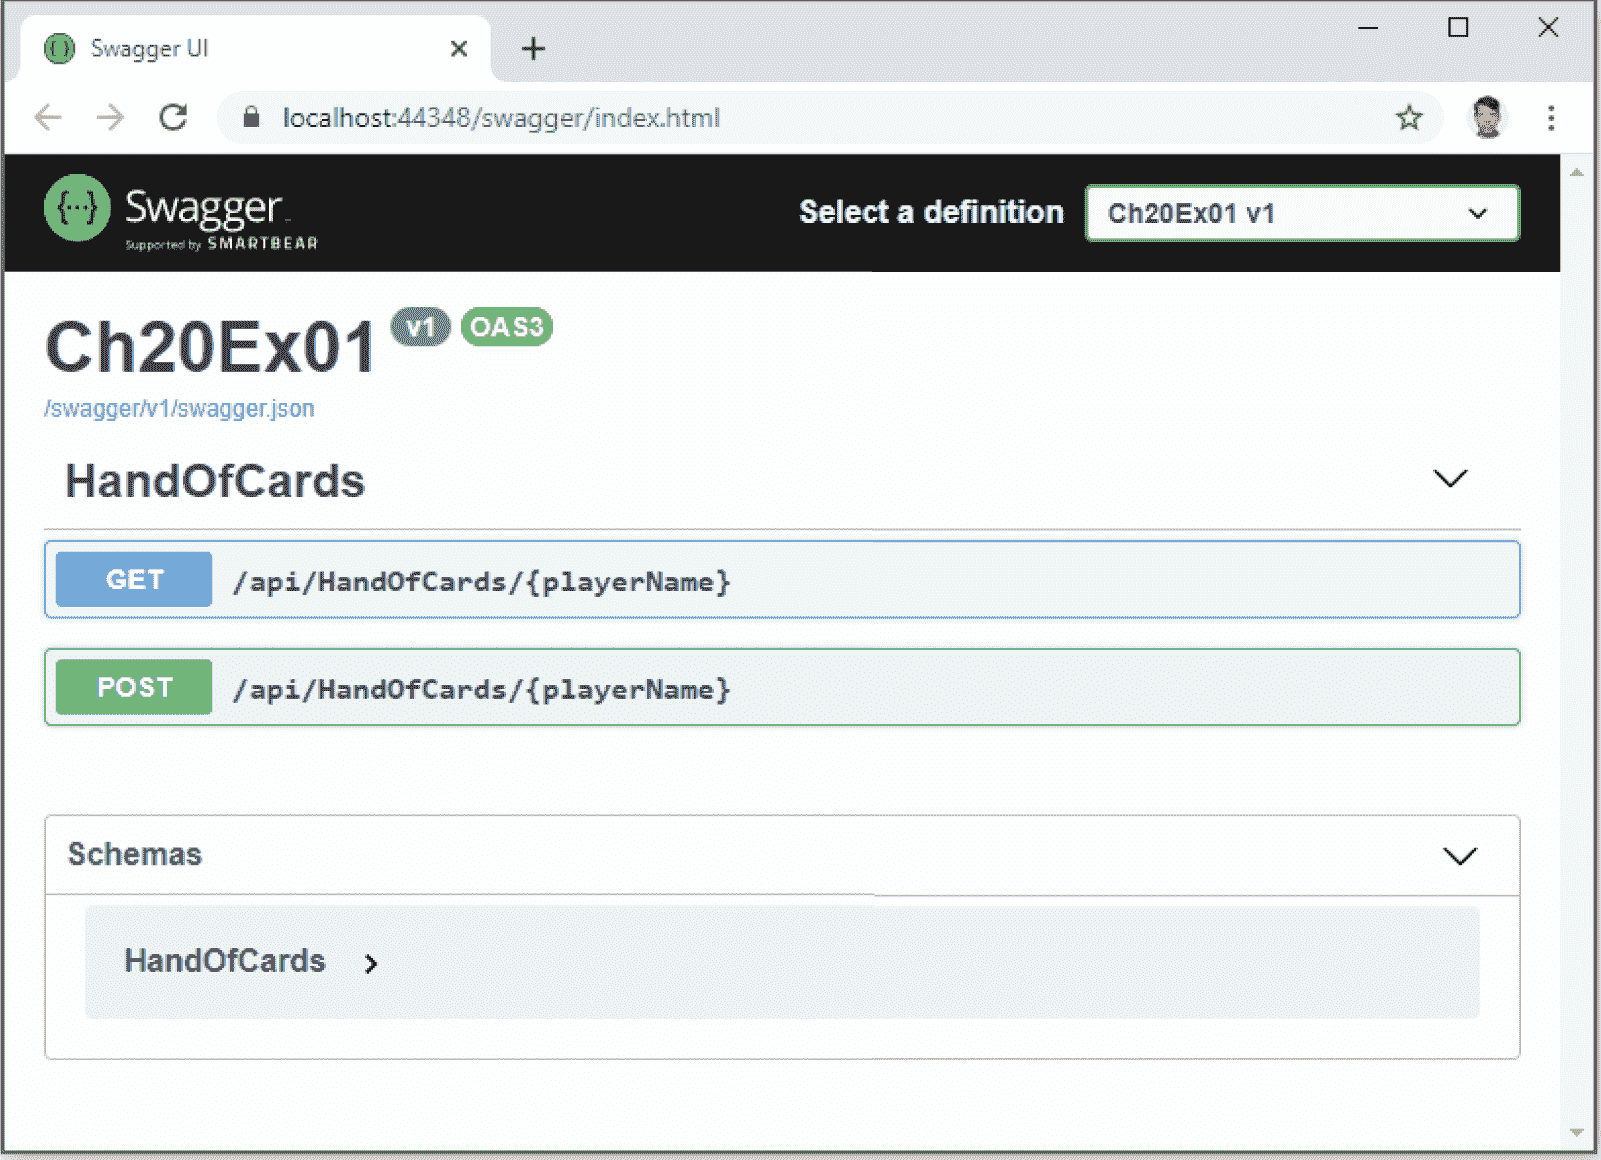 Swagger UI
localhost:44348/swagger/index.html
{···} Swagger
Supported by SMARTBEAR
Select a definition
Ch20Ex01 v1
Ch20Ex01 v1 OAS3
/swagger/v1/swagger.json
HandOfCards
GET /api/HandOfCards/{playerName}
POST /api/HandOfCards/{playerName}
Schemas
HandOfCards